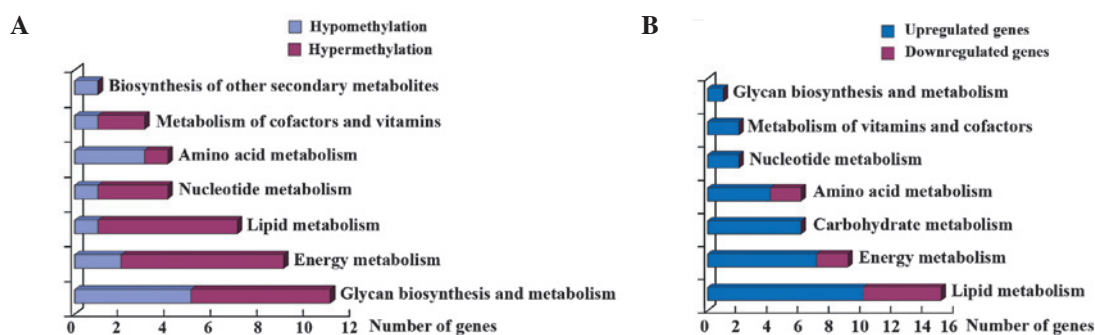 A
Hypomethylation
Hypermethylation
Biosynthesis of other secondary metabolites
Metabolism of cofactors and vitamins
Amino acid metabolism
Nucleotide metabolism
Lipid metabolism
Energy metabolism
Glycan biosynthesis and metabolism
0 2 4 6 8 10 12
Number of genes
B
Upregulated genes
Downregulated genes
Glycan biosynthesis and metabolism
Metabolism of vitamins and cofactors
Nucleotide metabolism
Amino acid metabolism
Carbohydrate metabolism
Energy metabolism
Lipid metabolism
0 2 4 6 8 10 12 14 16
Number of genes